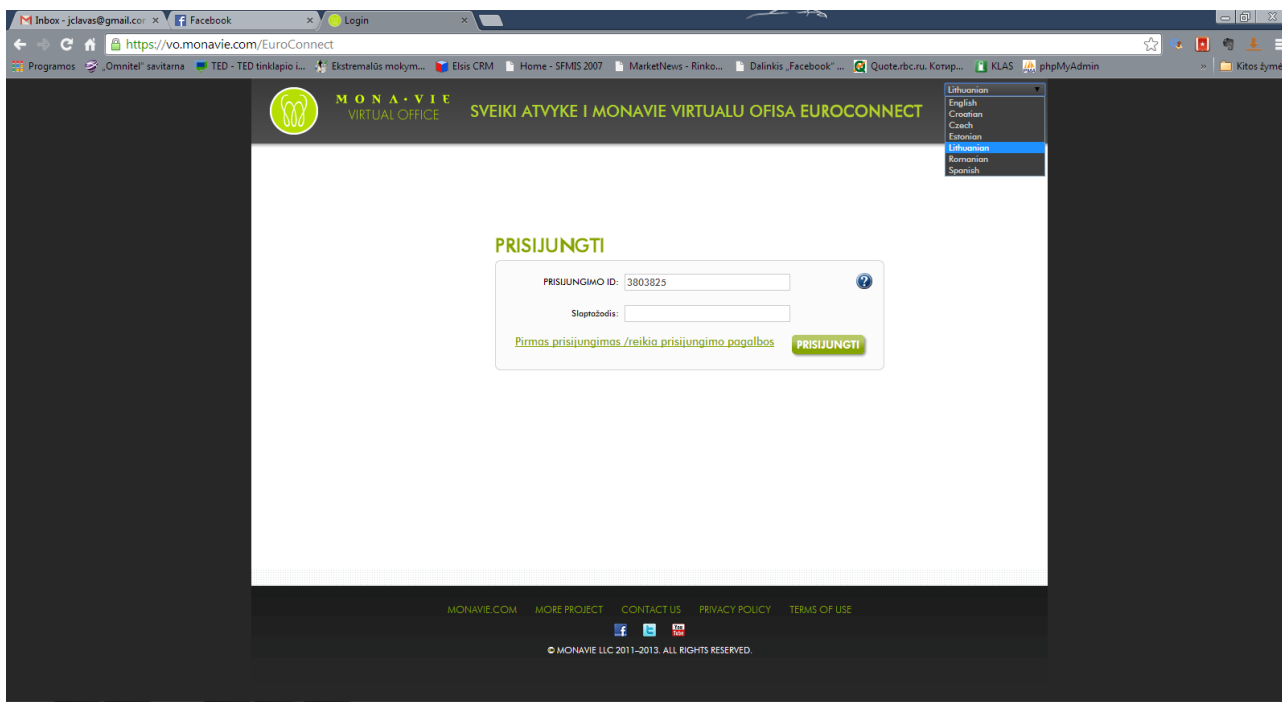 Inbox - jclavas@gmail.cor
Facebook
Login
https://vo.monavie.com/EuroConnect
Programos
„Omnitel" savitarna
TED - TED tinklapio i...
Ekstremalūs mokym...
Elsis CRM
Home - SFMIS 2007
MarketNews - Rinko...
Dalinkis „Facebook" ...
Quote.rbc.ru. Котир...
KLAS
phpMyAdmin
»
Kitos žymė
MONA·VIE
VIRTUAL OFFICE
SVEIKI ATVYKE I MONAVIE VIRTUALU OFISA EUROCONNECT
Lithuanian
English
Croatian
Czech
Estonian
Lithuanian
Romanian
Spanish
PRISIJUNGTI
PRISIJUNGIMO ID: 3803825
Slaptažodis:
Pirmas prisijungimas /reikia prisijungimo pagalbos
PRISIJUNGTI
MONAVIE.COM MORE PROJECT CONTACT US PRIVACY POLICY TERMS OF USE
You Tube
© MONAVIE LLC 2011–2013. ALL RIGHTS RESERVED.